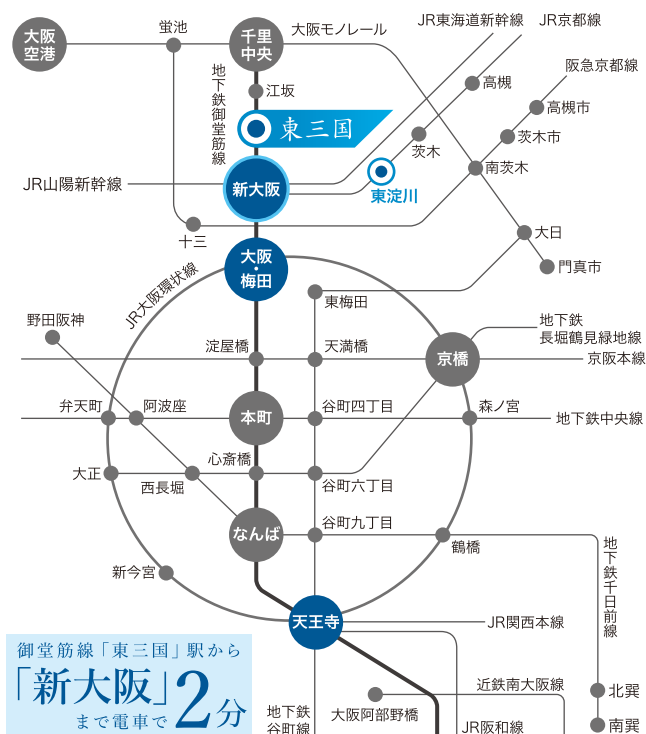 JR東海道新幹線
JR京都線
蛍池
大阪モノレール
大阪
空港
千里
中央
阪急京都線
地下鉄御堂筋線
江坂
高槻
高槻市
東三国
茨木
茨木市
南茨木
JR山陽新幹線
新大阪
東淀川
十三
大日
大阪
・
梅田
門真市
JR大阪環状線
東梅田
野田阪神
地下鉄
長堀鶴見緑地線
淀屋橋
天満橋
京橋
京阪本線
弁天町
阿波座
本町
谷町四丁目
森ノ宮
地下鉄中央線
心斎橋
大正
西長堀
谷町六丁目
なんば
谷町九丁目
鶴橋
地下鉄千日前線
新今宮
天王寺
JR関西本線
御堂筋線「東三国」駅から
「新大阪」
まで電車で2分
近鉄南大阪線
北巽
地下鉄
谷町線
大阪阿部野橋
JR阪和線
南巽